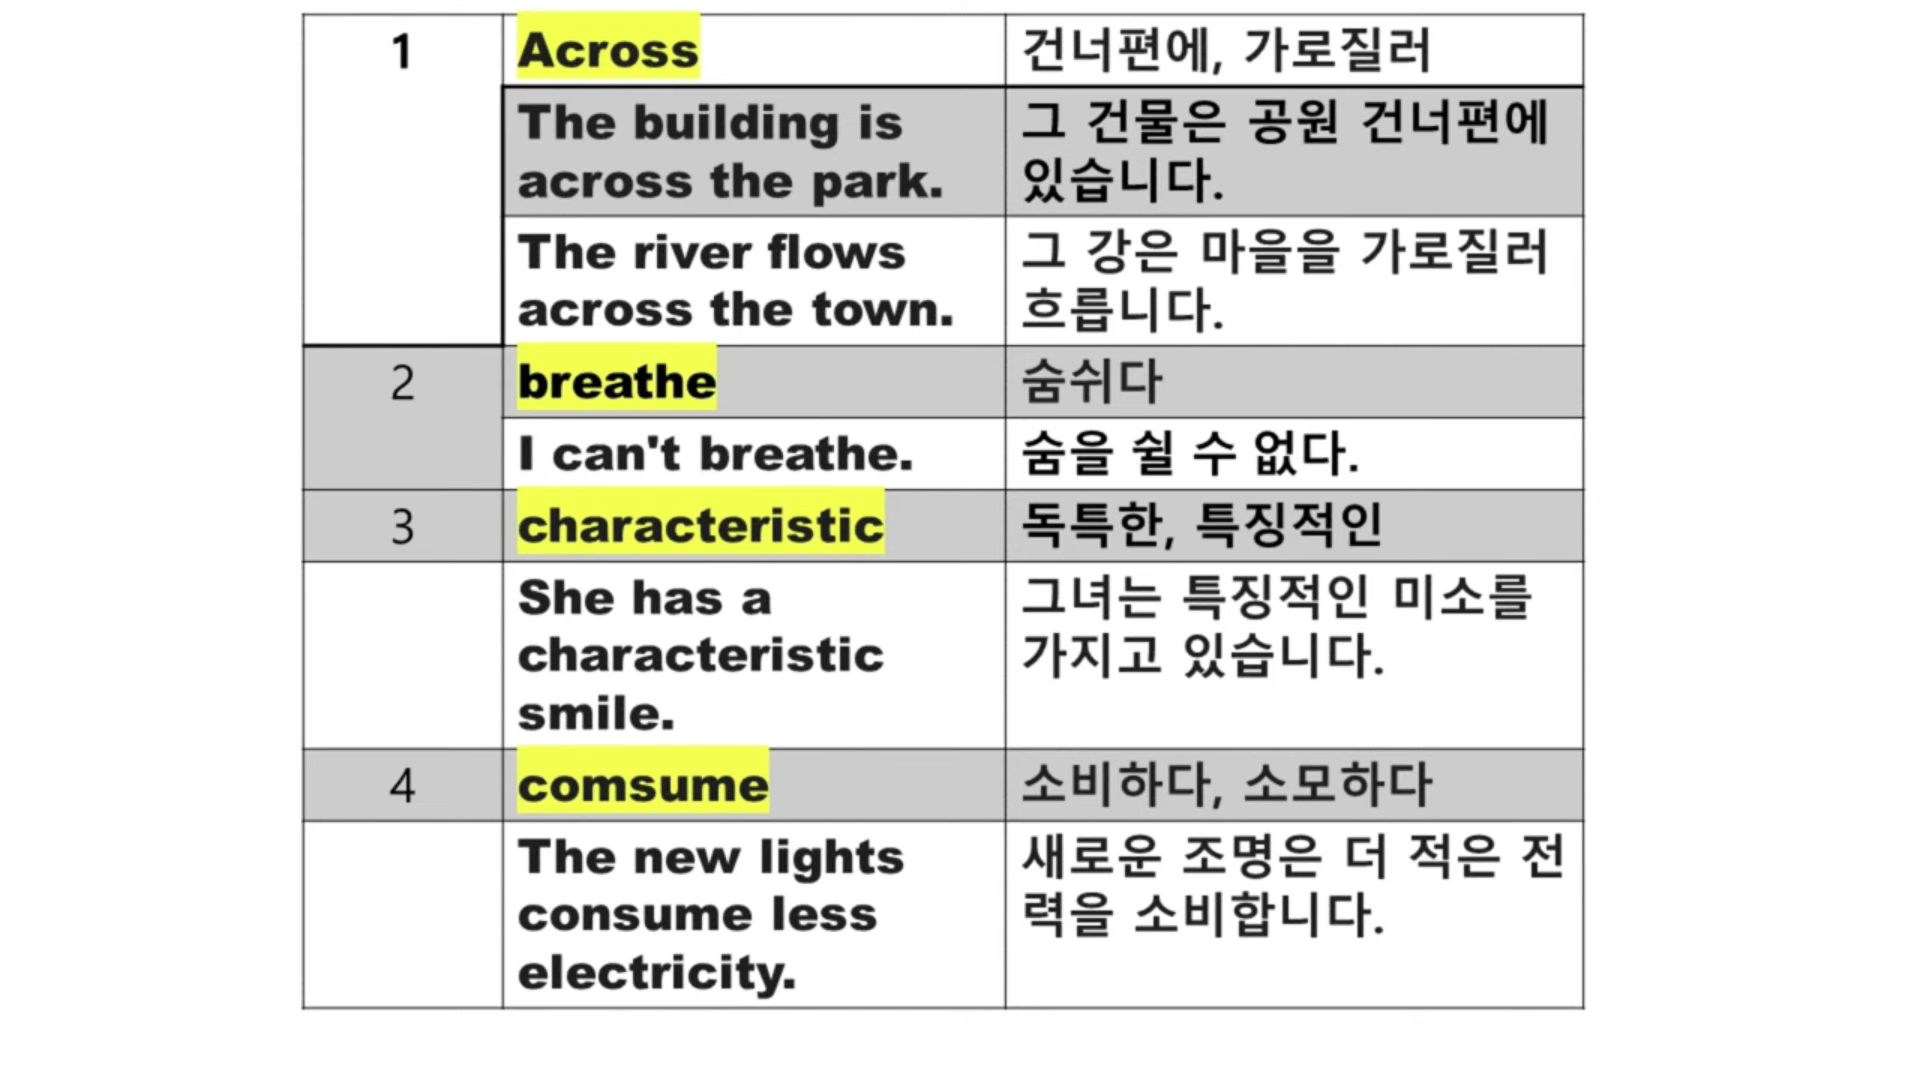 1
Across
건너편에, 가로질러
The building is
across the park.
그 건물은 공원 건너편에
있습니다.
The river flows
across the town.
그 강은 마을을 가로질러
흐릅니다.
2
breathe
숨쉬다
I can't breathe.
숨을 쉴 수 없다.
3
characteristic
독특한, 특징적인
She has a
characteristic
smile.
그녀는 특징적인 미소를
가지고 있습니다.
4
comsume
소비하다, 소모하다
The new lights
consume less
electricity.
새로운 조명은 더 적은 전
력을 소비합니다.